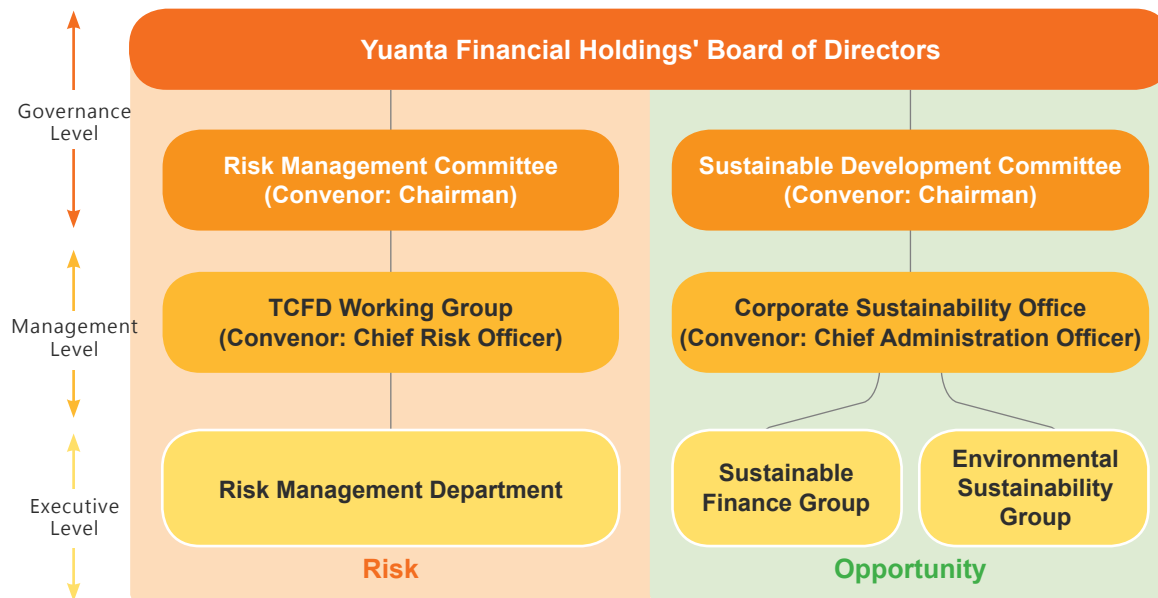 Yuanta Financial Holdings' Board of Directors
Governance
Level
Risk Management Committee
(Convenor: Chairman)
Sustainable Development Committee
(Convenor: Chairman)
Management
Level
TCFD Working Group
(Convenor: Chief Risk Officer)
Corporate Sustainability Office
(Convenor: Chief Administration Officer)
Executive
Level
Risk Management Department
Sustainable
Finance Group
Environmental
Sustainability
Group
Risk
Opportunity